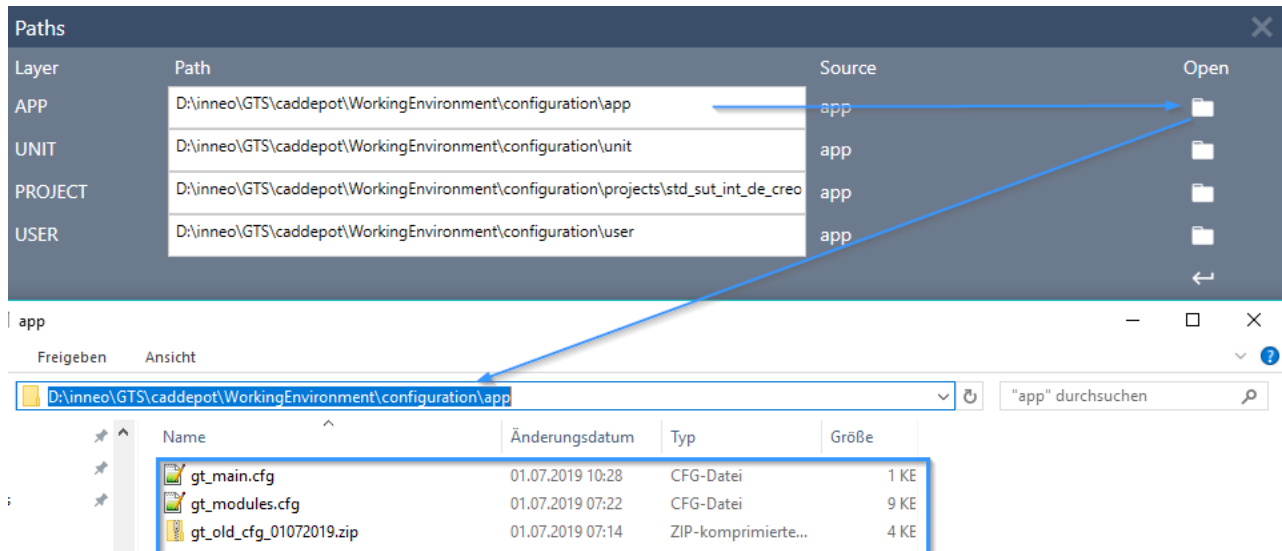 Paths
Layer Path Source Open
APP D:\inneo\GTS\caddepot\WorkingEnvironment\configuration\app app
UNIT D:\inneo\GTS\caddepot\WorkingEnvironment\configuration\unit app
PROJECT D:\inneo\GTS\caddepot\WorkingEnvironment\configuration\projects\std_sut_int_de_creo app
USER D:\inneo\GTS\caddepot\WorkingEnvironment\configuration\user app
app
Freigeben Ansicht
D:\inneo\GTS\caddepot\WorkingEnvironment\configuration\app "app" durchsuchen
Name Änderungsdatum Typ Größe
gt_main.cfg 01.07.2019 10:28 CFG-Datei 1 KE
gt_modules.cfg 01.07.2019 07:22 CFG-Datei 9 KE
gt_old_cfg_01072019.zip 01.07.2019 07:14 ZIP-komprimierte... 4 KE